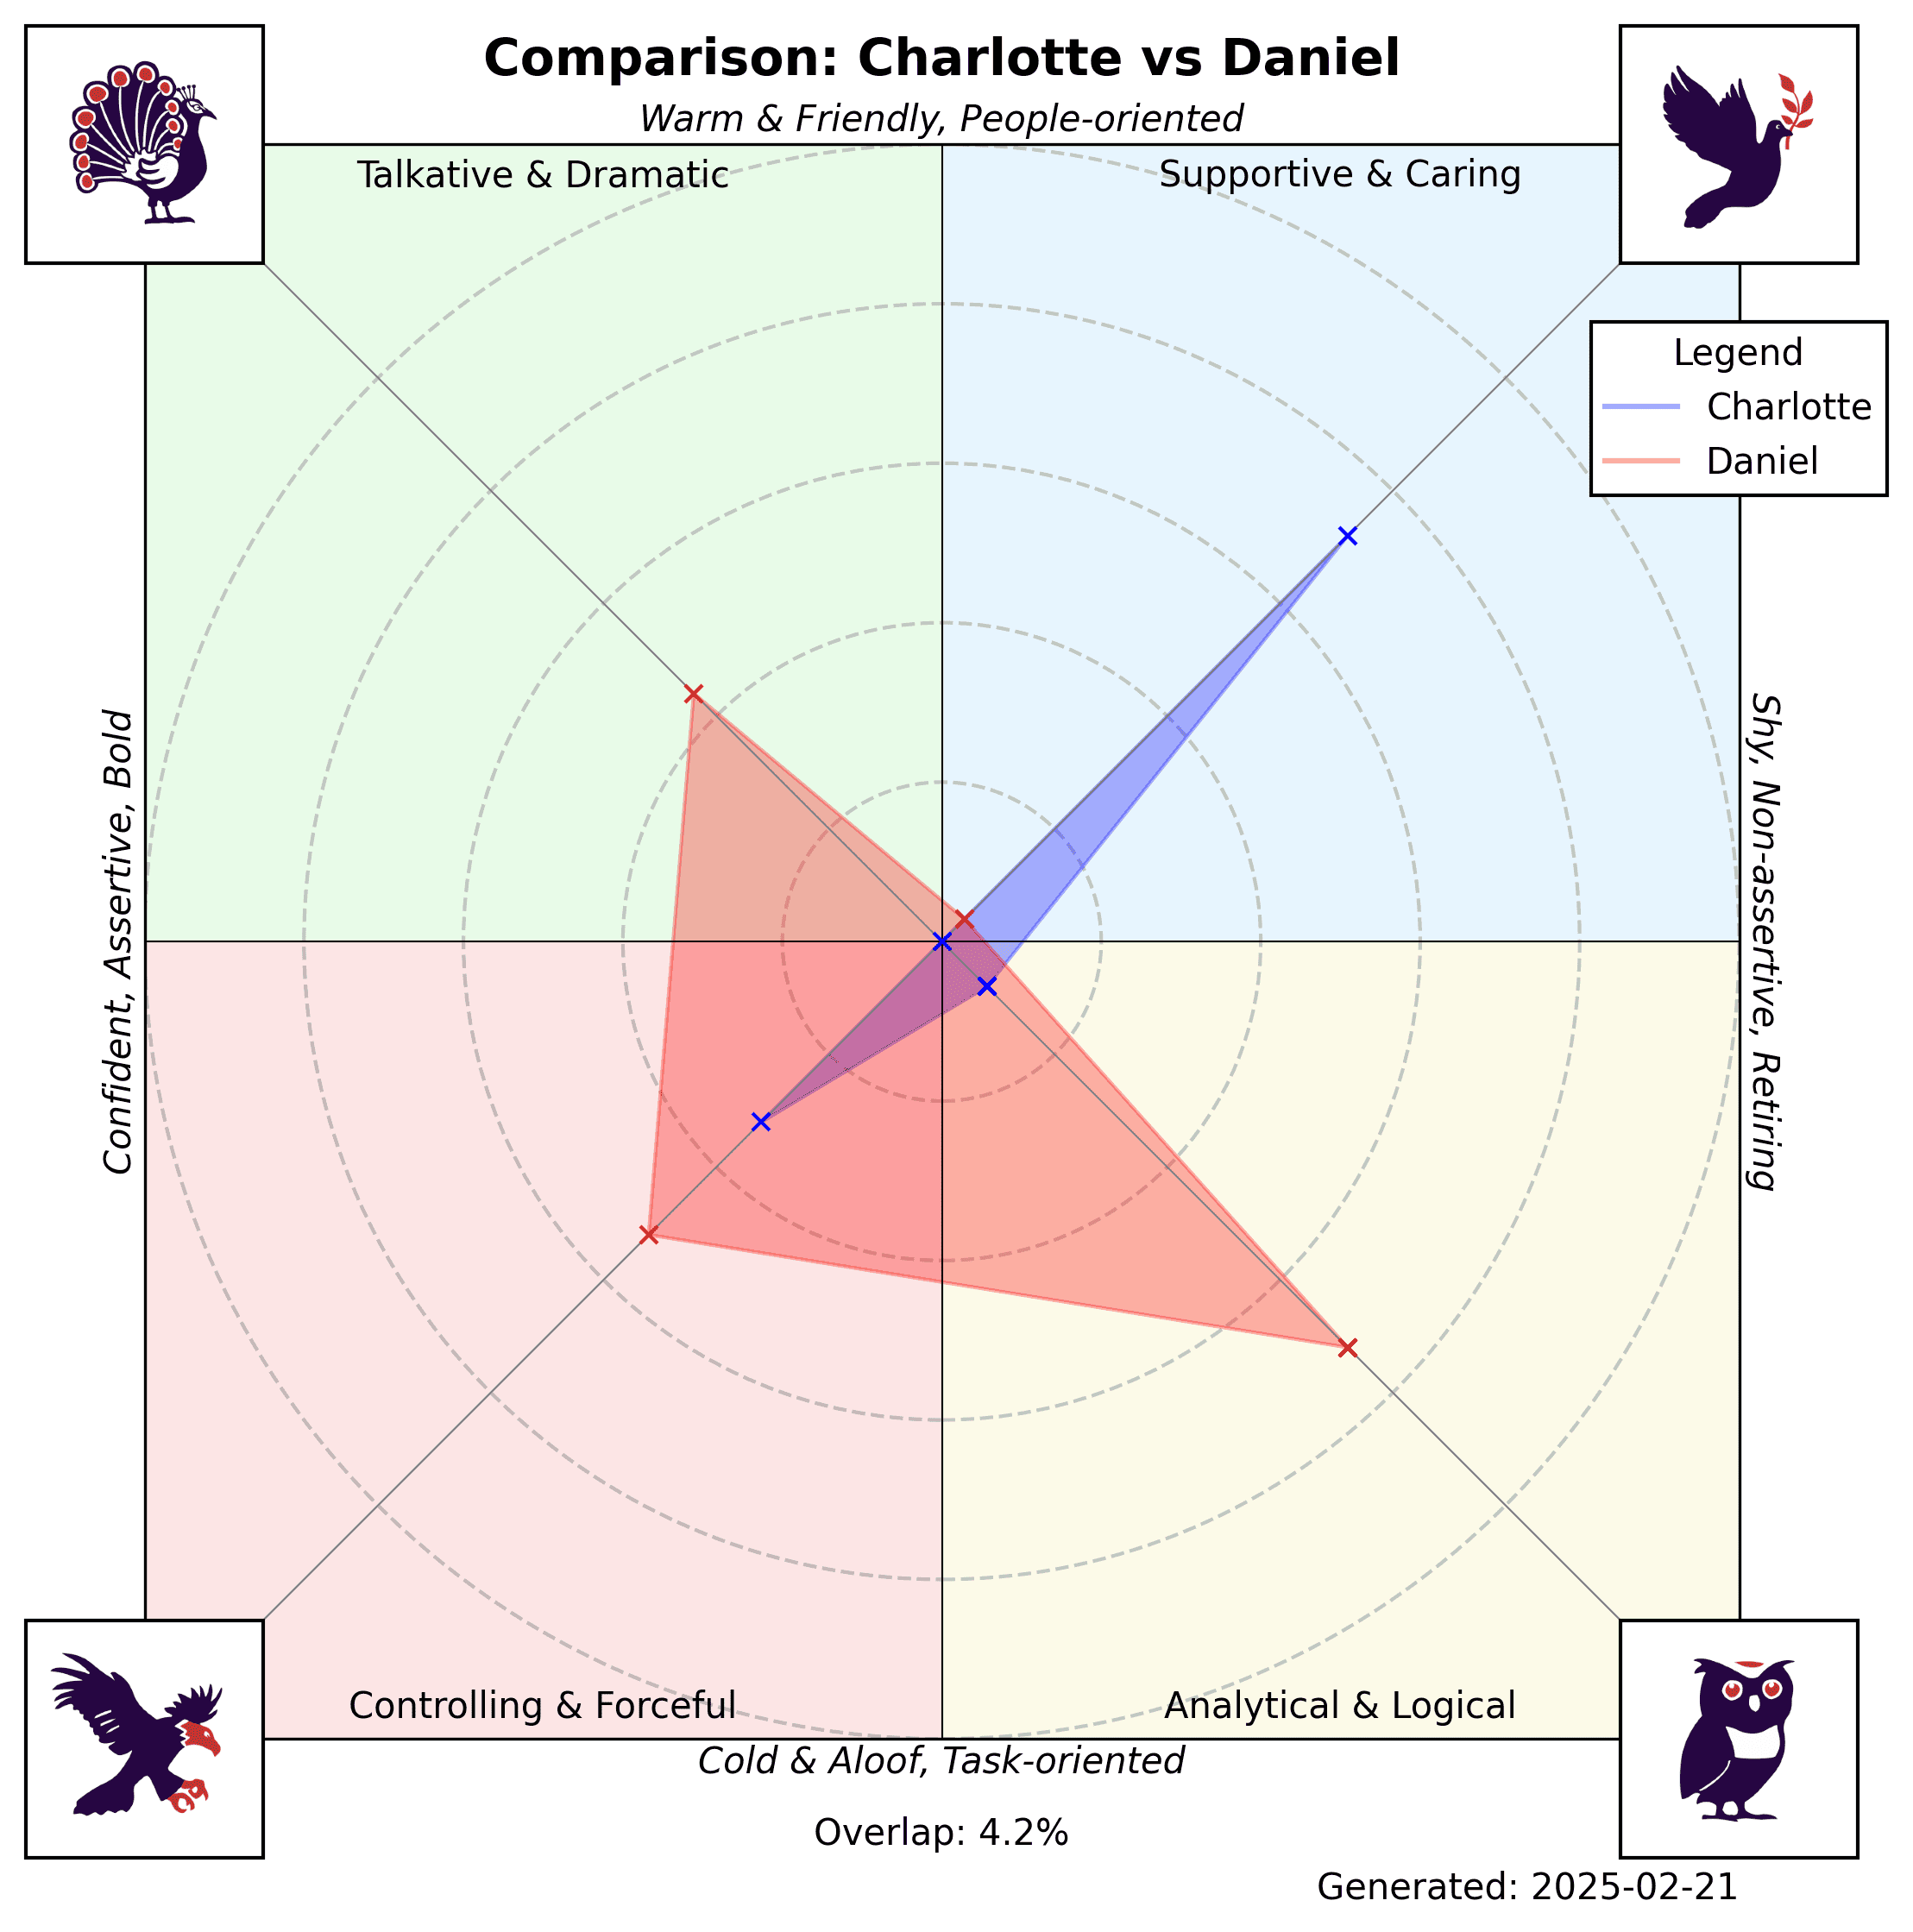 Comparison: Charlotte vs Daniel
Warm & Friendly, People-oriented
Talkative & Dramatic
Supportive & Caring
Legend
Charlotte
Daniel
Confident, Assertive, Bold
Shy, Non-assertive, Retiring
Controlling & Forceful
Analytical & Logical
Cold & Aloof, Task-oriented
Overlap: 4.2%
Generated: 2025-02-21